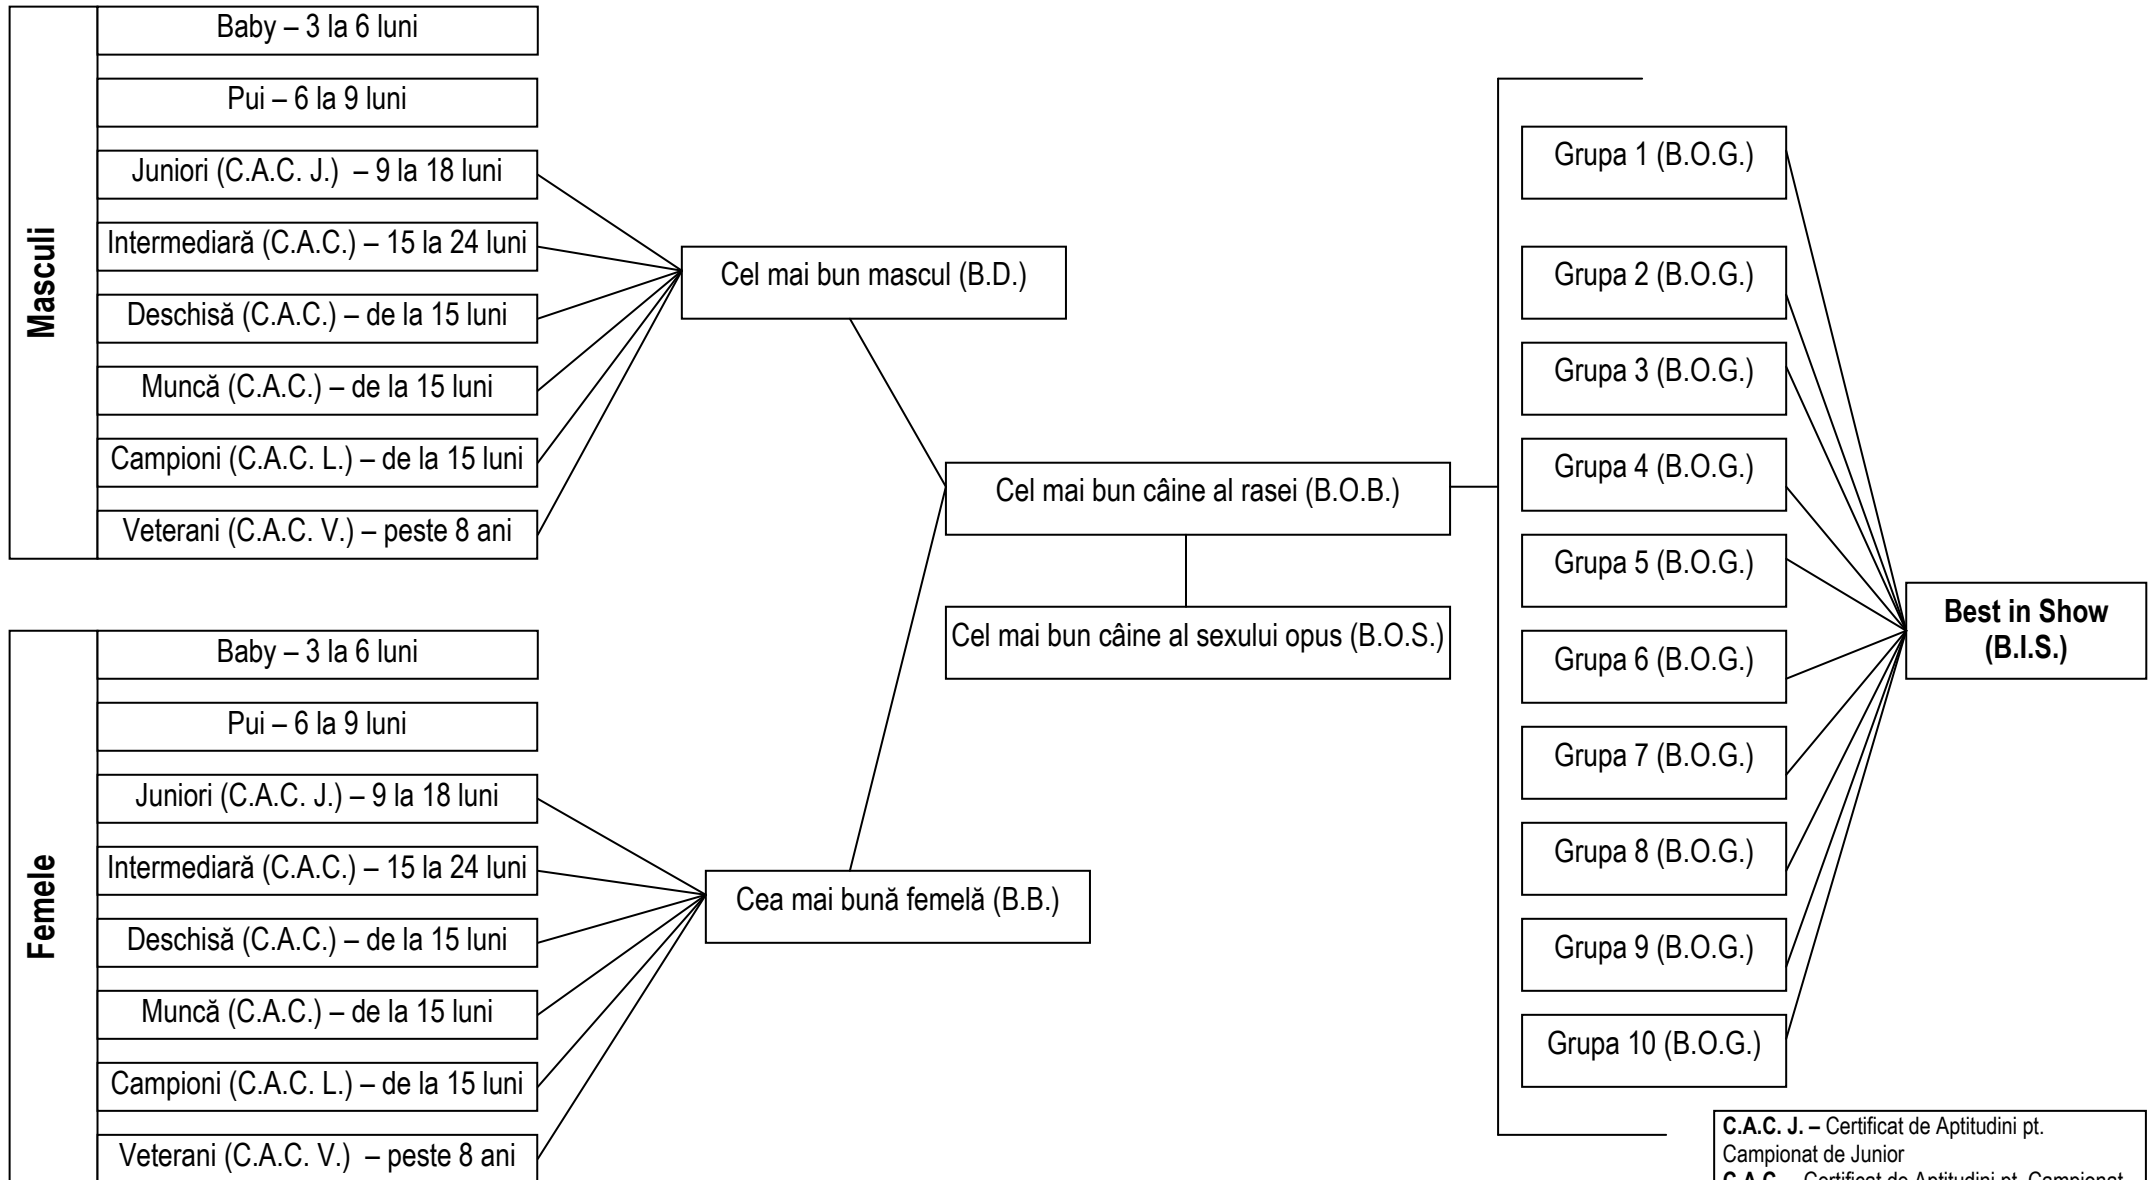 Masculi
Baby – 3 la 6 luni
Pui – 6 la 9 luni
Juniori (C.A.C. J.) – 9 la 18 luni
Intermediară (C.A.C.) – 15 la 24 luni
Deschisă (C.A.C.) – de la 15 luni
Muncă (C.A.C.) – de la 15 luni
Campioni (C.A.C. L.) – de la 15 luni
Veterani (C.A.C. V.) – peste 8 ani
Femele
Baby – 3 la 6 luni
Pui – 6 la 9 luni
Juniori (C.A.C. J.) – 9 la 18 luni
Intermediară (C.A.C.) – 15 la 24 luni
Deschisă (C.A.C.) – de la 15 luni
Muncă (C.A.C.) – de la 15 luni
Campioni (C.A.C. L.) – de la 15 luni
Veterani (C.A.C. V.) – peste 8 ani
Cel mai bun mascul (B.D.)
Cea mai bună femelă (B.B.)
Cel mai bun câine al rasei (B.O.B.)
Cel mai bun câine al sexului opus (B.O.S.)
Grupa 1 (B.O.G.)
Grupa 2 (B.O.G.)
Grupa 3 (B.O.G.)
Grupa 4 (B.O.G.)
Grupa 5 (B.O.G.)
Grupa 6 (B.O.G.)
Grupa 7 (B.O.G.)
Grupa 8 (B.O.G.)
Grupa 9 (B.O.G.)
Grupa 10 (B.O.G.)
Best in Show
(B.I.S.)
C.A.C. J. – Certificat de Aptitudini pt.
Campionat de Junior
C.A.C. – Certificat de Aptitudini pt. Campionat